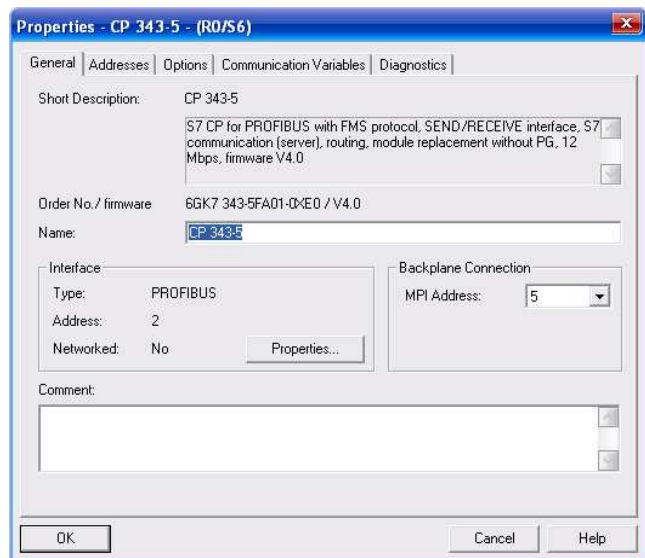 Properties - CP 343-5 - (R0/S6)
General Addresses Options Communication Variables Diagnostics
Short Description: CP 343-5
S7 CP for PROFIBUS with FMS protocol, SEND/RECEIVE interface, S7
communication (server), routing, module replacement without PG, 12
Mbps, firmware V4.0
Order No./ firmware 6GK7 343-5FA01-0XE0 / V4.0
Name: CP 343-5
Interface Backplane Connection
Type: PROFIBUS MPI Address: 5
Address: 2
Networked: No Properties...
Comment:
OK Cancel Help